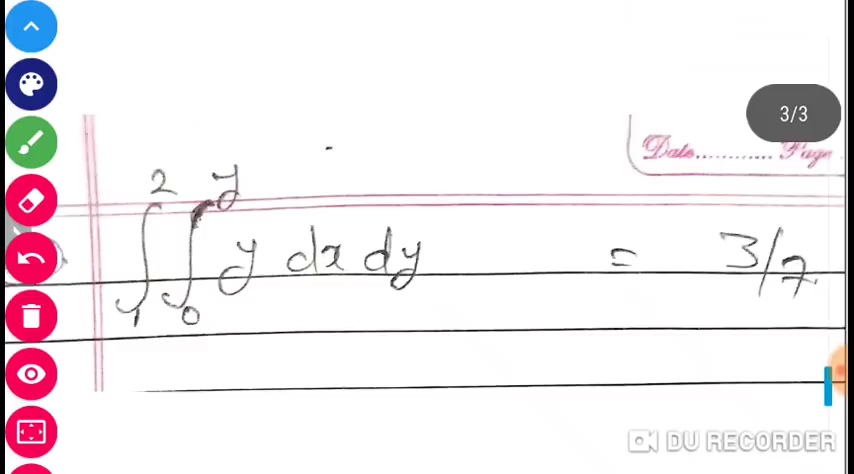 3/3
Date............ Page
∫₁² ∫₀^y y dx dy = 3/7
DU RECORDER